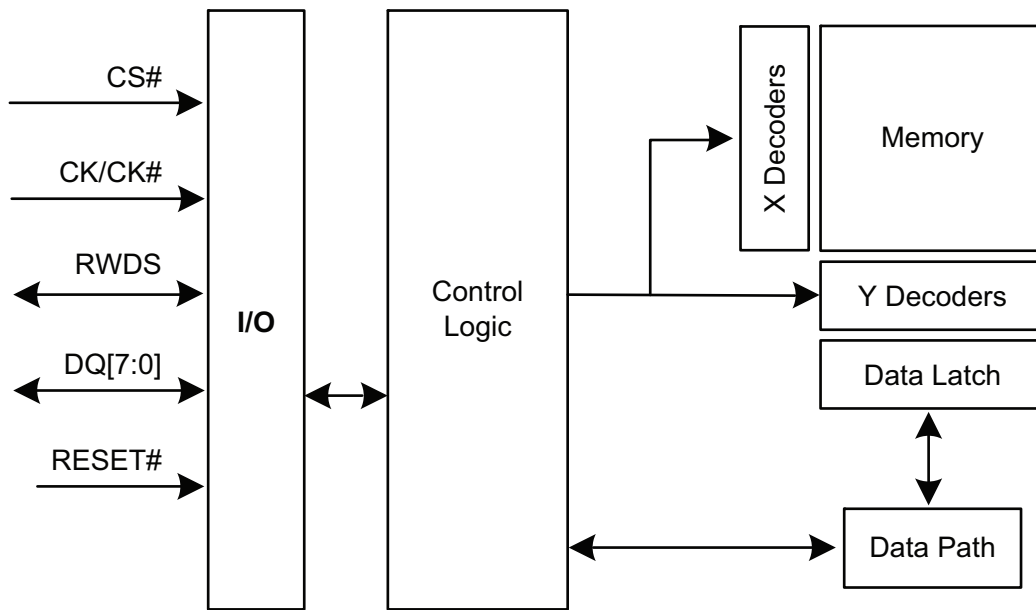 CS#
CK/CK#
RWDS
DQ[7:0]
RESET#
I/O
Control
Logic
X Decoders
Memory
Y Decoders
Data Latch
Data Path